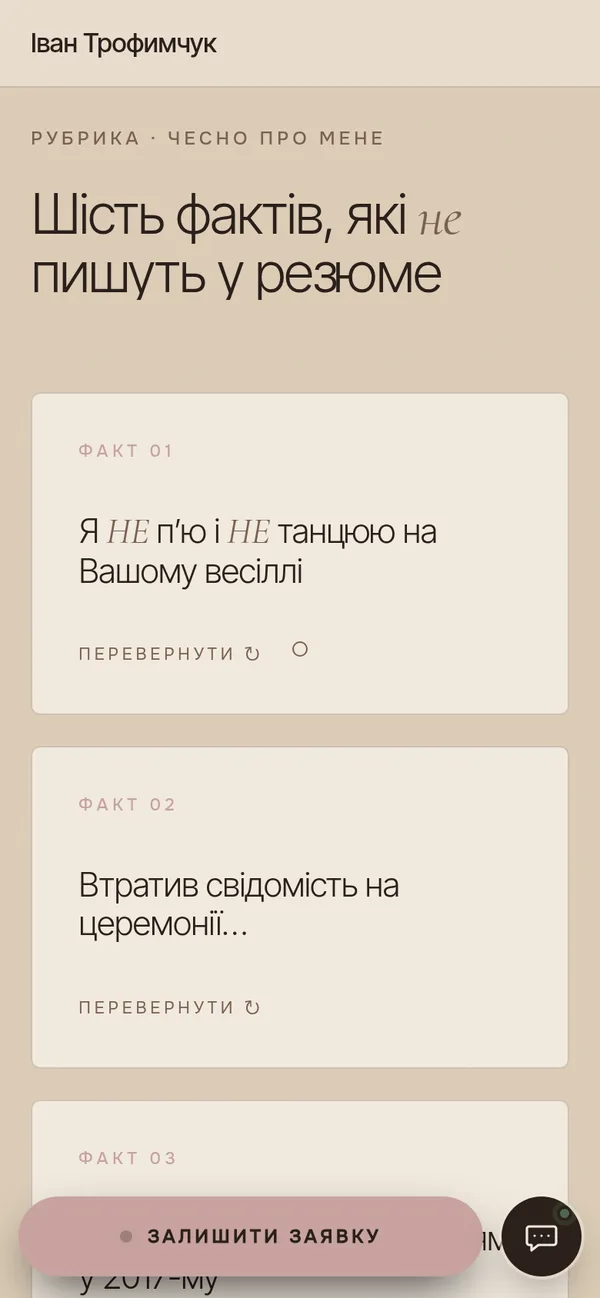 Іван Трофимчук
РУБРИКА · ЧЕСНО ПРО МЕНЕ
Шість фактів, які не
пишуть у резюме
ФАКТ 01
Я НЕ п’ю і НЕ танцюю на
Вашому весіллі
ПЕРЕВЕРНУТИ ↻
ФАКТ 02
Втратив свідомість на
церемонії...
ПЕРЕВЕРНУТИ ↻
ФАКТ 03
ЗАЛИШИТИ ЗАЯВКУ
у 2017-му